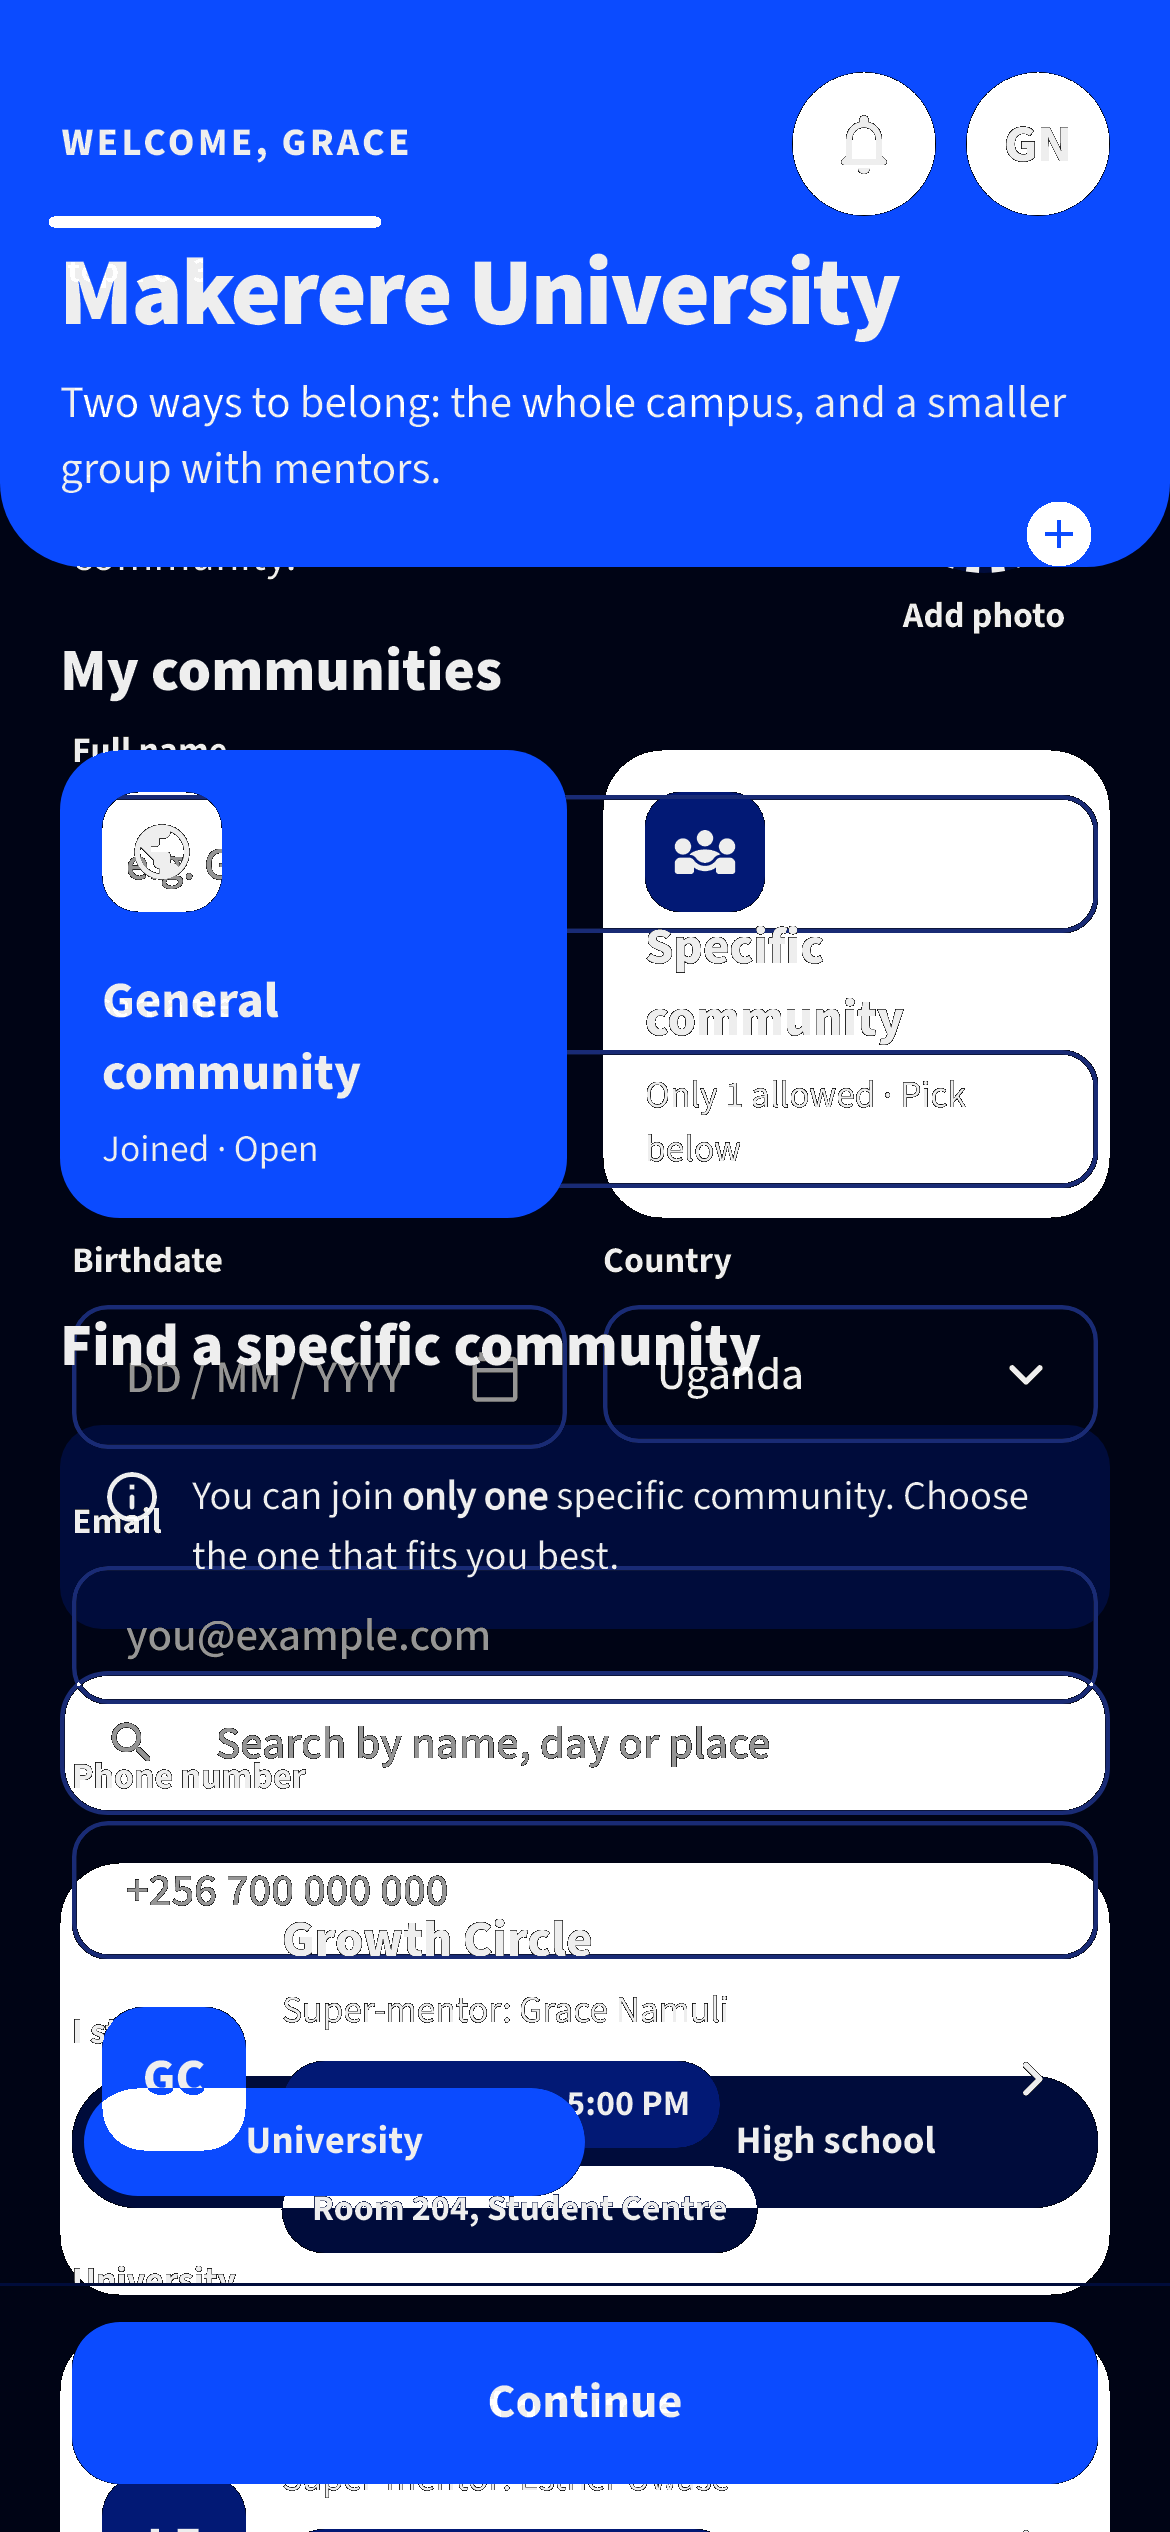 WELCOME, GRACE
GN
Makerere University
Two ways to belong: the whole campus, and a smaller
group with mentors.
community.
Add photo
My communities
Full name
e.g. G
General
community
Joined · Open
Specific
community
Only 1 allowed · Pick
below
Birthdate
Country
Find a specific community
DD / MM / YYYY
Uganda
You can join only one specific community. Choose
the one that fits you best.
Email
you@example.com
Search by name, day or place
Phone number
+256 700 000 000
Growth Circle
Super-mentor: Grace Namuli
GC
5:00 PM
University
High school
Room 204, Student Centre
University
Continue